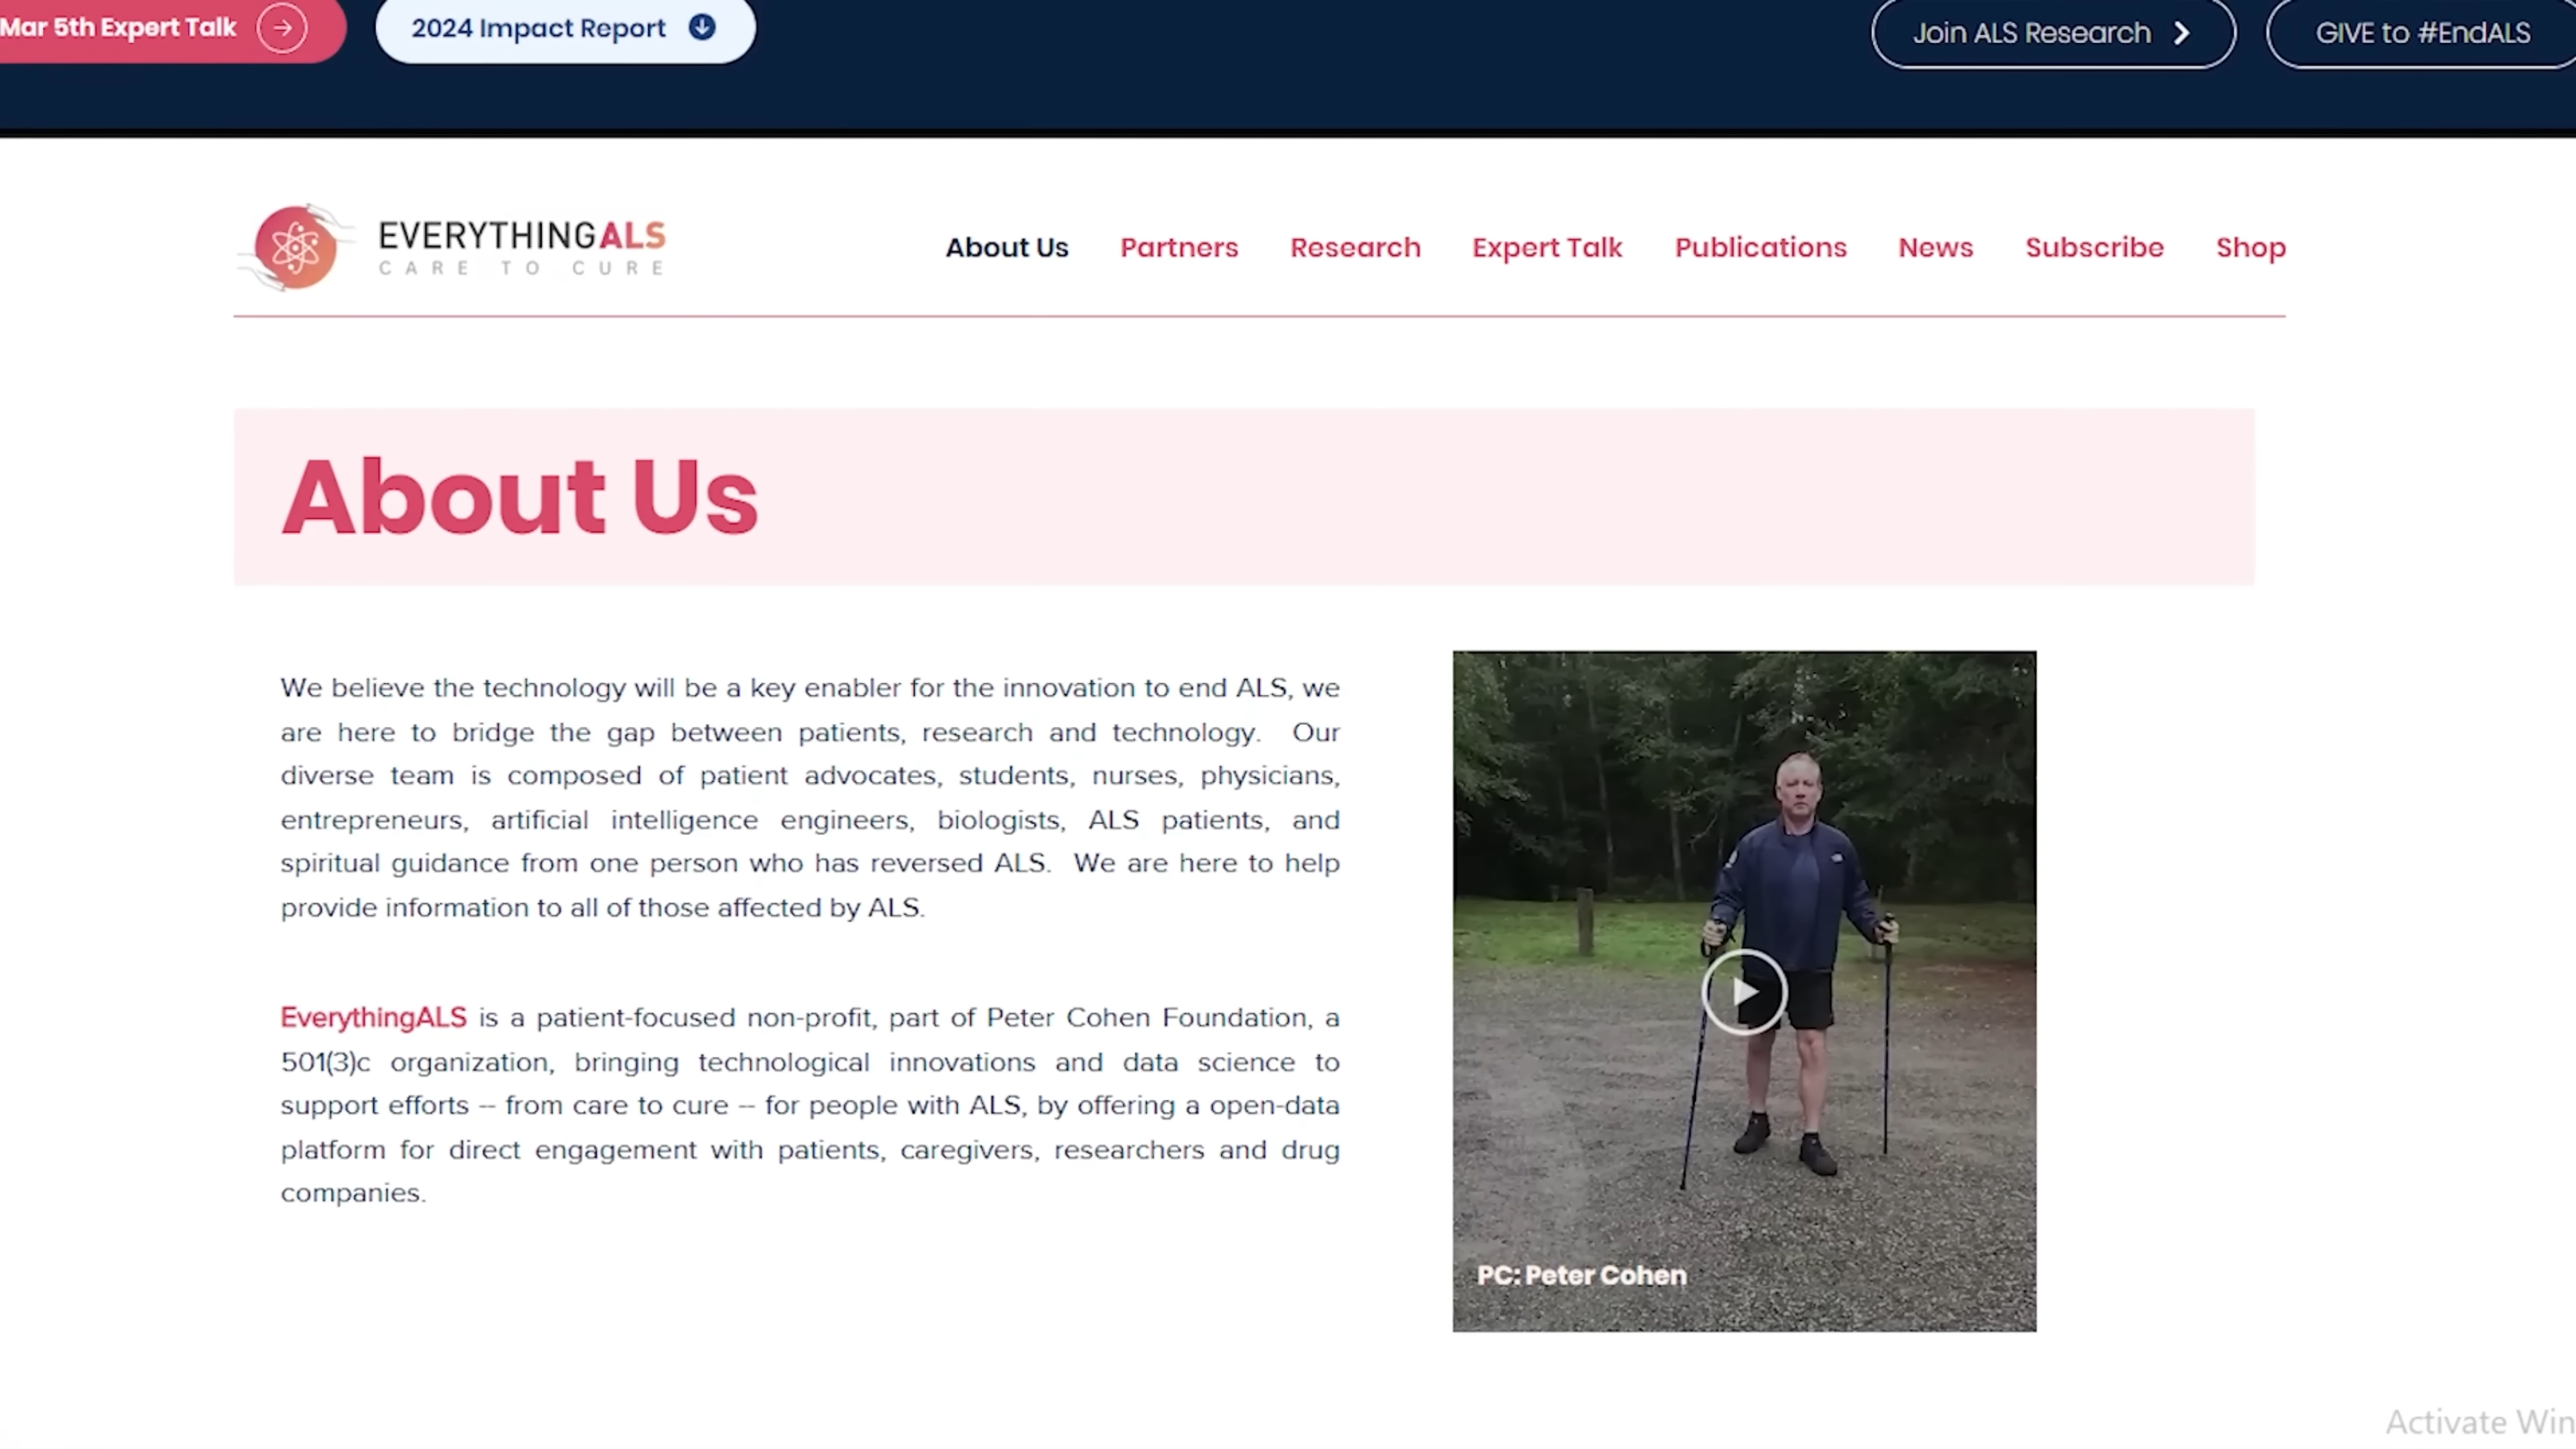 Mar 5th Expert Talk
2024 Impact Report
Join ALS Research
GIVE to #EndALS
EVERYTHINGALS
CARE TO CURE
About Us
Partners
Research
Expert Talk
Publications
News
Subscribe
Shop
About Us
We believe the technology will be a key enabler for the innovation to end ALS, we
are here to bridge the gap between patients, research and technology. Our
diverse team is composed of patient advocates, students, nurses, physicians,
entrepreneurs, artificial intelligence engineers, biologists, ALS patients, and
spiritual guidance from one person who has reversed ALS. We are here to help
provide information to all of those affected by ALS.
EverythingALS is a patient-focused non-profit, part of Peter Cohen Foundation, a
501(3)c organization, bringing technological innovations and data science to
support efforts -- from care to cure -- for people with ALS, by offering a open-data
platform for direct engagement with patients, caregivers, researchers and drug
companies.
PC: Peter Cohen
Activate Win